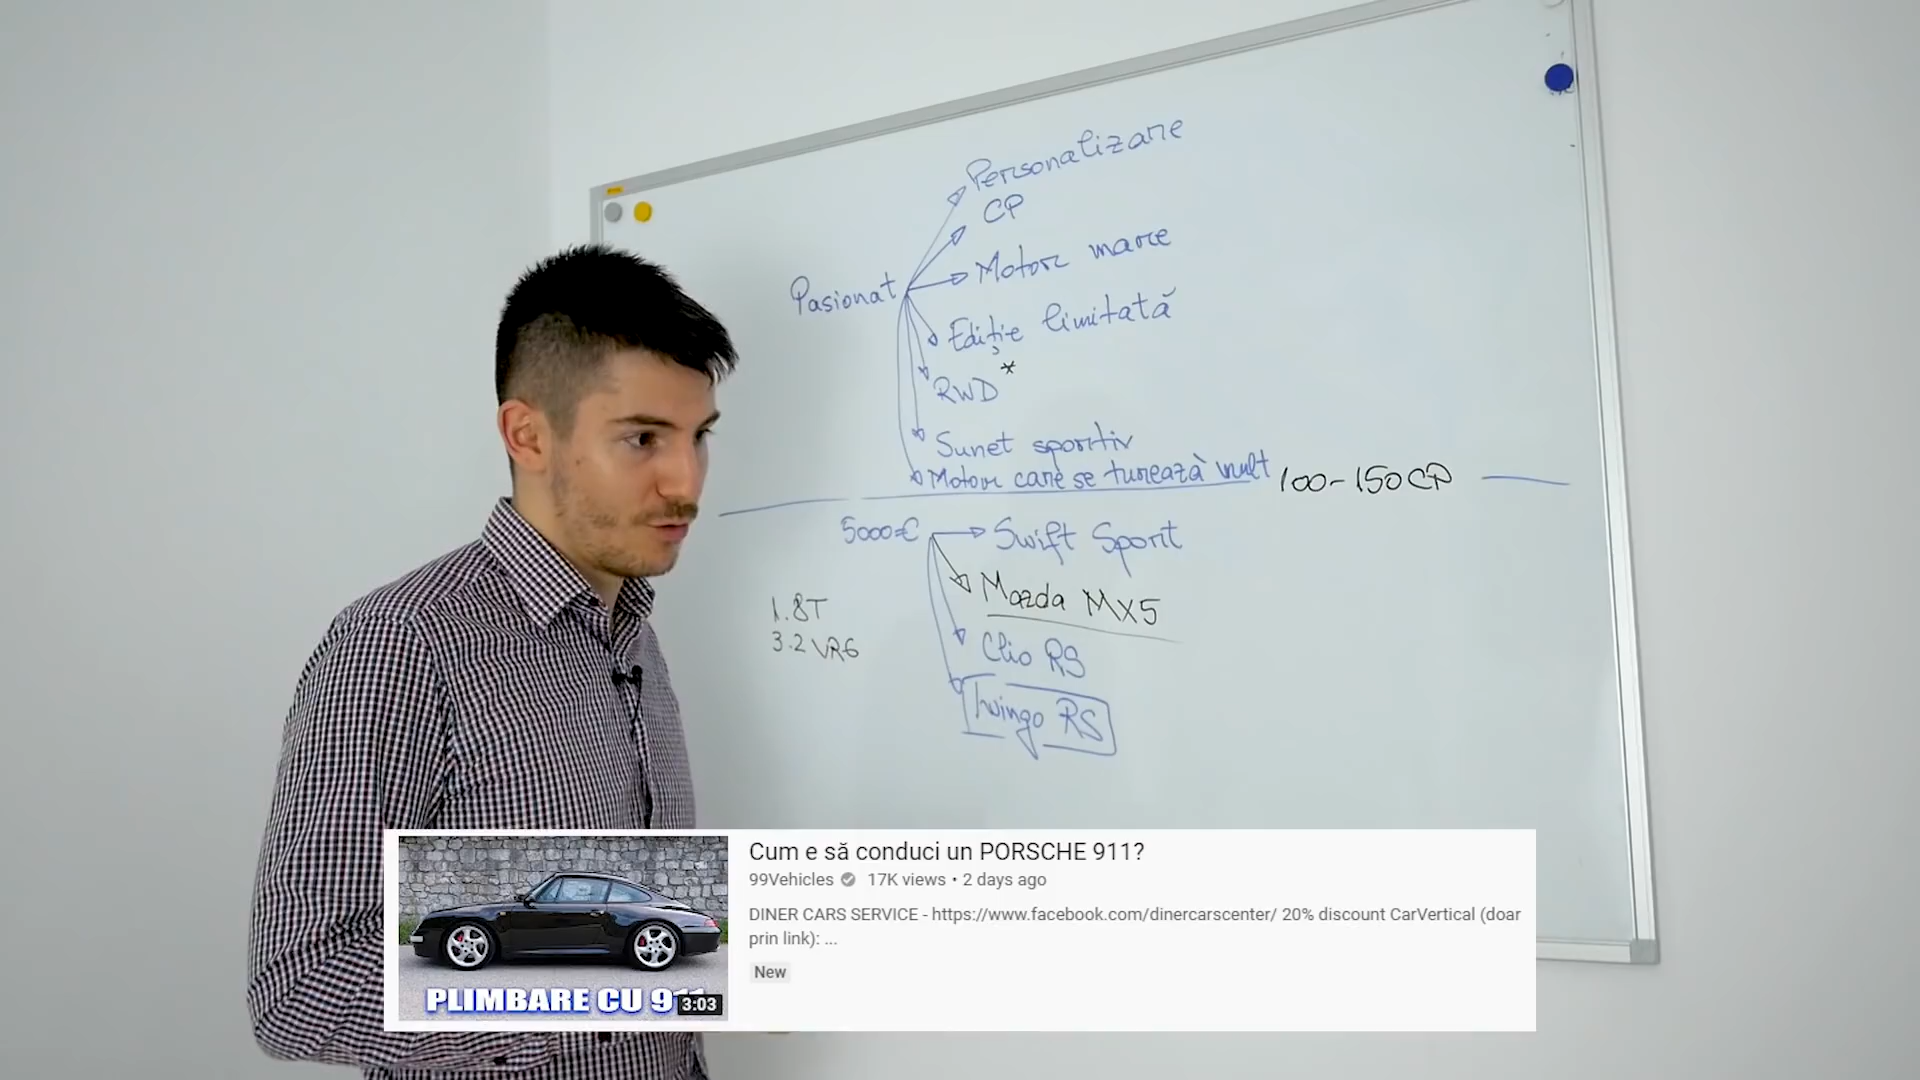 Personalizare
CP
Motor mare
Pasionat
Ediție limitată
*
RWD
Sunet sportiv
Motor care se turează mult 100-150CP
5000€
Swift Sport
Mazda MX5
1.8T
3.2 VR6
Clio RS
Twingo RS
Cum e să conduci un PORSCHE 911?
99Vehicles 17K views • 2 days ago
DINER CARS SERVICE - https://www.facebook.com/dinercarscenter/ 20% discount CarVertical (doar
prin link): ...
New
PLIMBARE CU 911
3:03